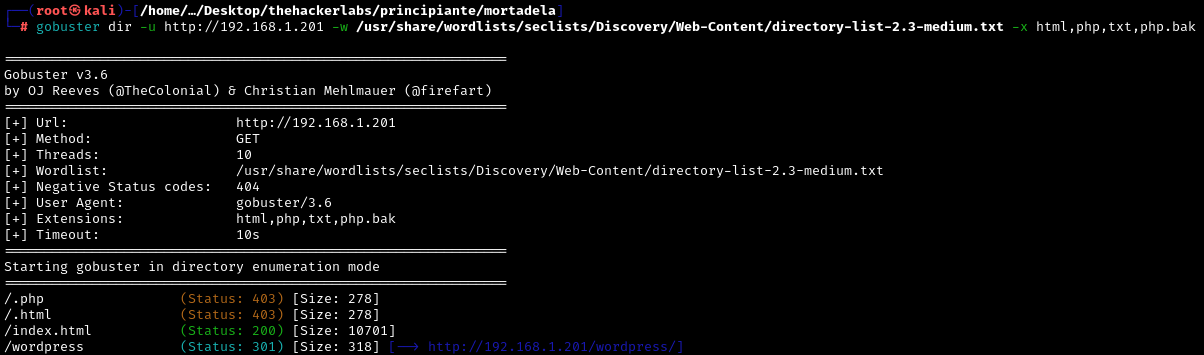 ┌──(root㉿kali)-[/home/…/Desktop/thehackerlabs/principiante/mortadela]
└─# gobuster dir -u http://192.168.1.201 -w /usr/share/wordlists/seclists/Discovery/Web-Content/directory-list-2.3-medium.txt -x html,php,txt,php.bak
===============================================================
Gobuster v3.6
by OJ Reeves (@TheColonial) & Christian Mehlmauer (@firefart)
===============================================================
[+] Url:                     http://192.168.1.201
[+] Method:                  GET
[+] Threads:                 10
[+] Wordlist:                /usr/share/wordlists/seclists/Discovery/Web-Content/directory-list-2.3-medium.txt
[+] Negative Status codes:   404
[+] User Agent:              gobuster/3.6
[+] Extensions:              html,php,txt,php.bak
[+] Timeout:                 10s
===============================================================
Starting gobuster in directory enumeration mode
===============================================================
/.php                 (Status: 403) [Size: 278]
/.html                (Status: 403) [Size: 278]
/index.html           (Status: 200) [Size: 10701]
/wordpress            (Status: 301) [Size: 318] [--> http://192.168.1.201/wordpress/]